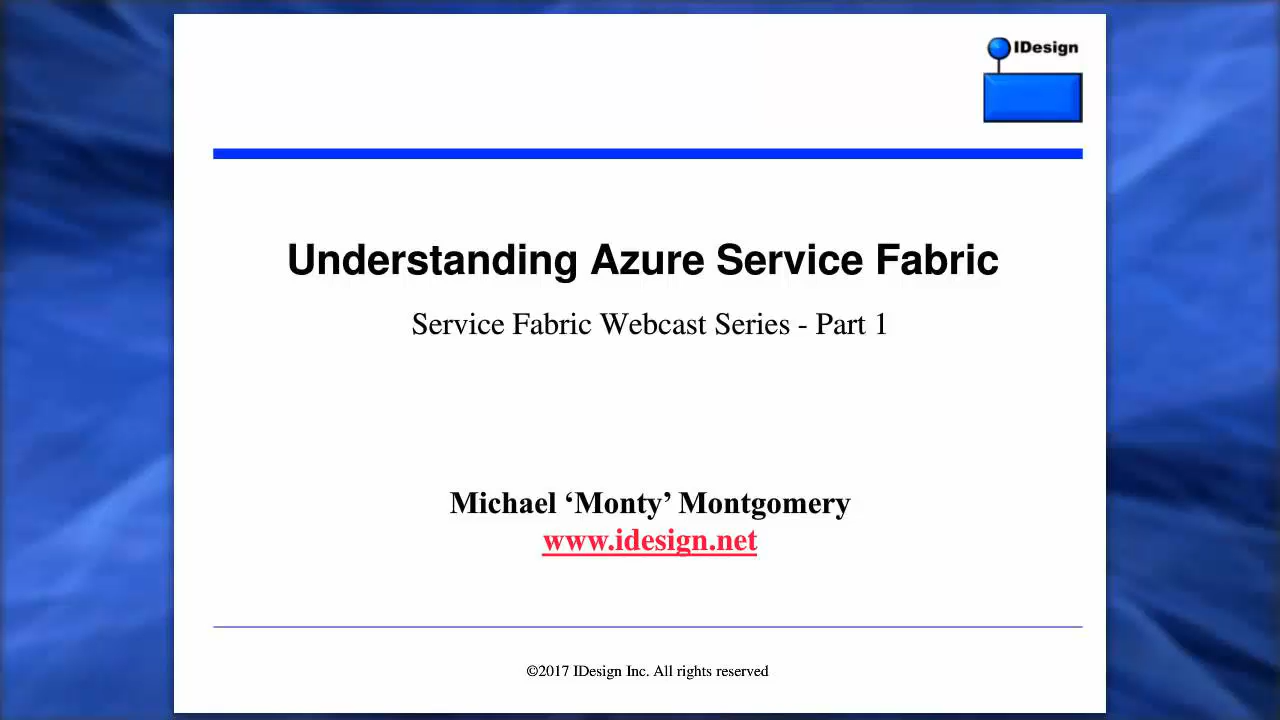 IDesign
Understanding Azure Service Fabric
Service Fabric Webcast Series - Part 1
Michael ‘Monty’ Montgomery
www.idesign.net
©2017 IDesign Inc. All rights reserved